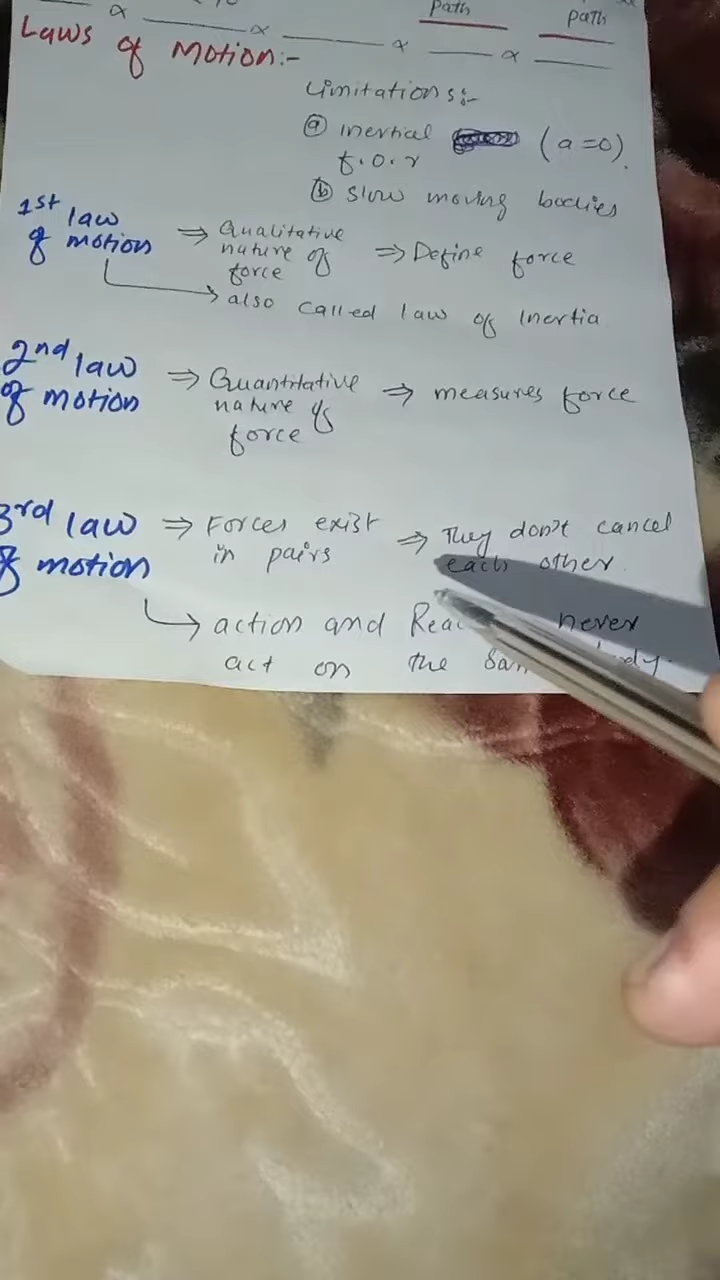 Path path
α α α α
Laws of Motion:-
Limitations:-
(a) inertial (a=0).
f.o.r
(b) slow moving bodies
1st law
of motion ⇒ Qualitative
nature of ⇒ Define force
force
→ also called law of Inertia
2nd law
of motion ⇒ Quantitative
nature of ⇒ measures force
force
3rd law
of motion ⇒ Forces exist
in pairs ⇒ They don't cancel
each other.
→ action and never
act on the